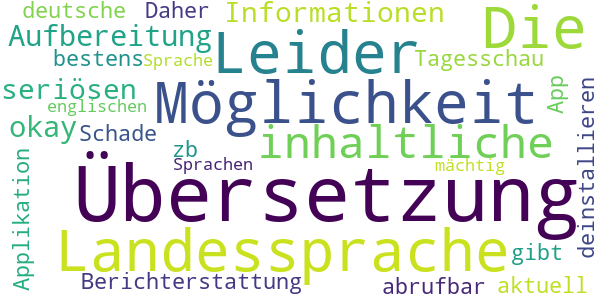 deutsche Daher Informationen Die
Aufbereitung Leider
bestens Sprache Tagesschau
seriösen Möglichkeit App
englischen
okay Schade inhaltliche deinstallieren
zb
Sprachen mächtig
Übersetzung
Applikation
Landessprache gibt
Berichterstattung abrufbar aktuell